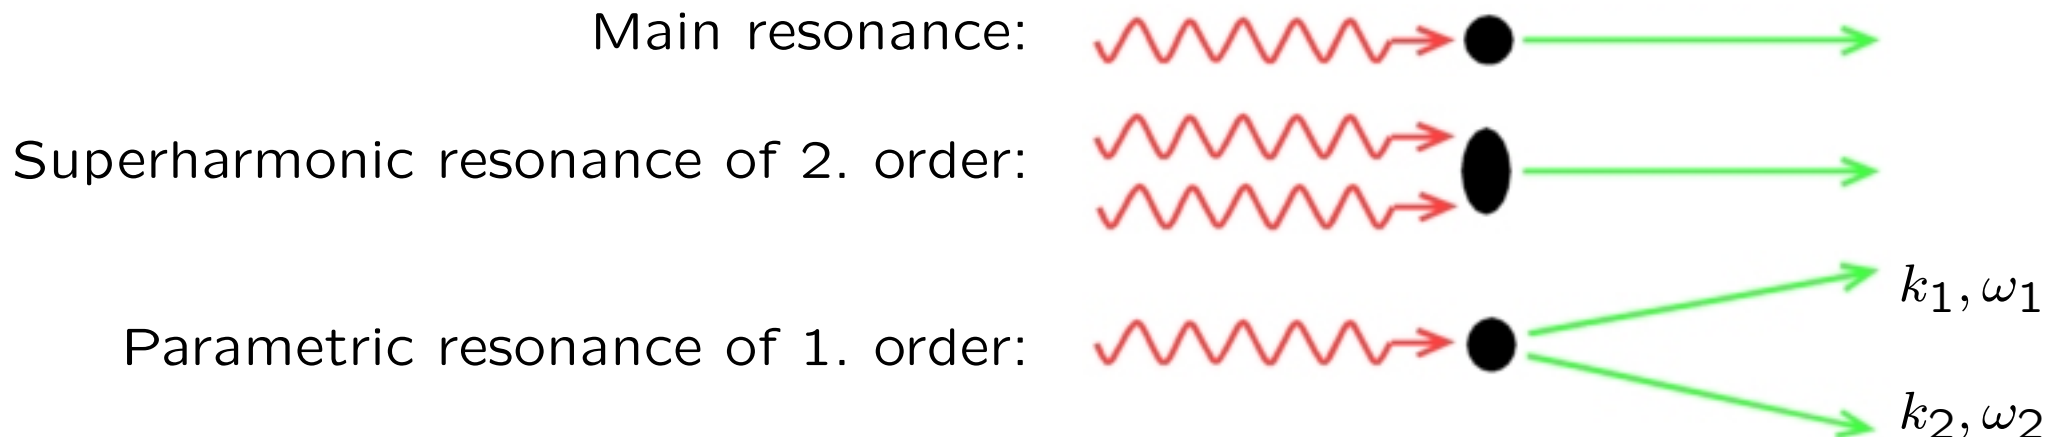 Main resonance:
Superharmonic resonance of 2. order:
k₁, ω₁
Parametric resonance of 1. order:
k₂, ω₂